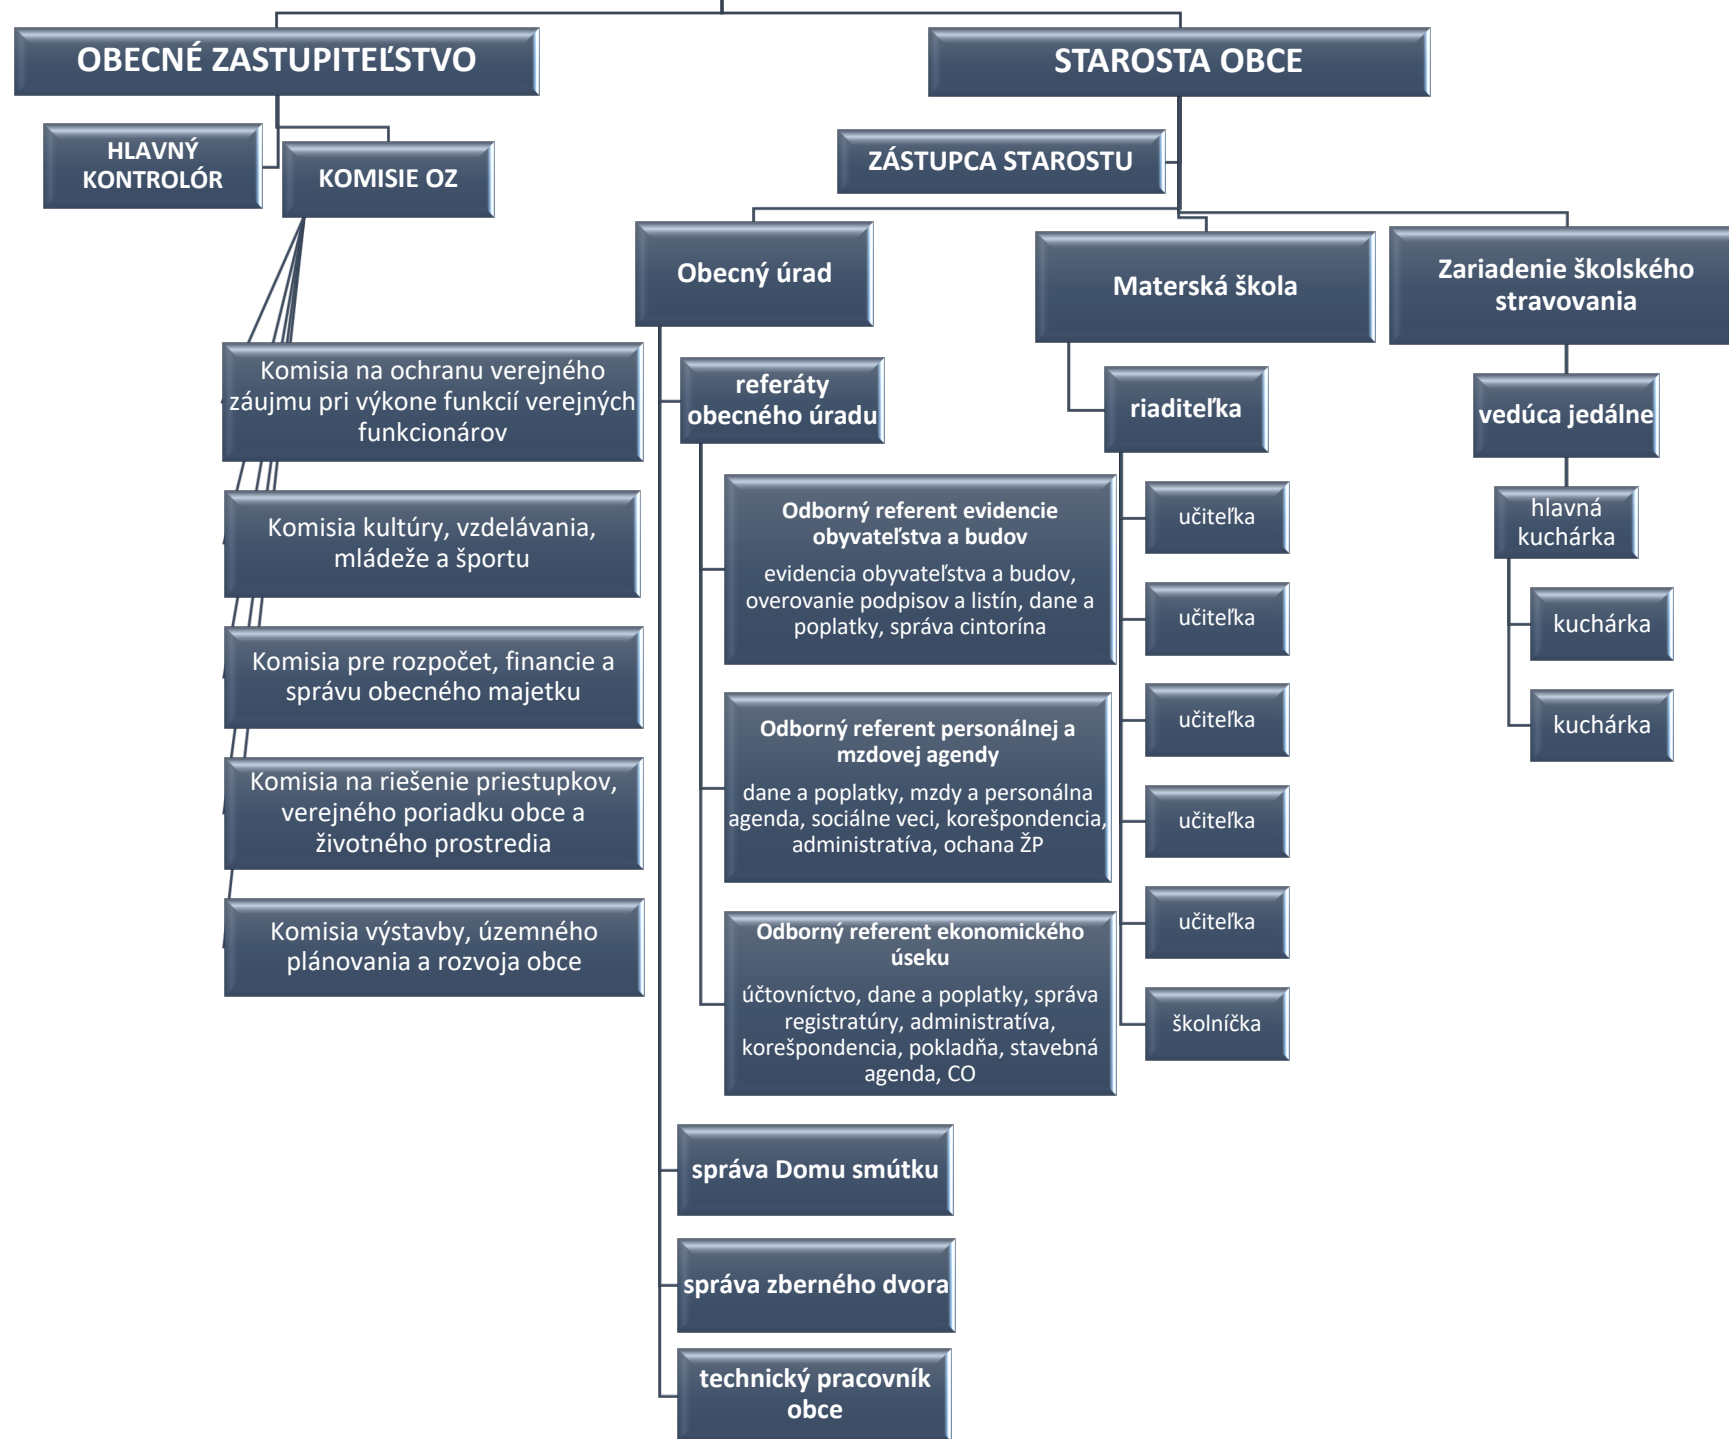 OBECNÉ ZASTUPITEĽSTVO
STAROSTA OBCE
HLAVNÝ
KONTROLÓR
KOMISIE OZ
ZÁSTUPCA STAROSTU
Komisia na ochranu verejného
záujmu pri výkone funkcií verejných
funkcionárov
Komisia kultúry, vzdelávania,
mládeže a športu
Komisia pre rozpočet, financie a
správu obecného majetku
Komisia na riešenie priestupkov,
verejného poriadku obce a
životného prostredia
Komisia výstavby, územného
plánovania a rozvoja obce
Obecný úrad
referáty
obecného úradu
Odborný referent evidencie
obyvateľstva a budov
evidencia obyvateľstva a budov,
overovanie podpisov a listín, dane a
poplatky, správa cintorína
Odborný referent personálnej a
mzdovej agendy
dane a poplatky, mzdy a personálna
agenda, sociálne veci, korešpondencia,
administratíva, ochana ŽP
Odborný referent ekonomického
úseku
účtovníctvo, dane a poplatky, správa
registratúry, administratíva,
korešpondencia, pokladňa, stavebná
agenda, CO
správa Domu smútku
správa zberného dvora
technický pracovník
obce
Materská škola
riaditeľka
učiteľka
učiteľka
učiteľka
učiteľka
učiteľka
školníčka
Zariadenie školského
stravovania
vedúca jedálne
hlavná
kuchárka
kuchárka
kuchárka